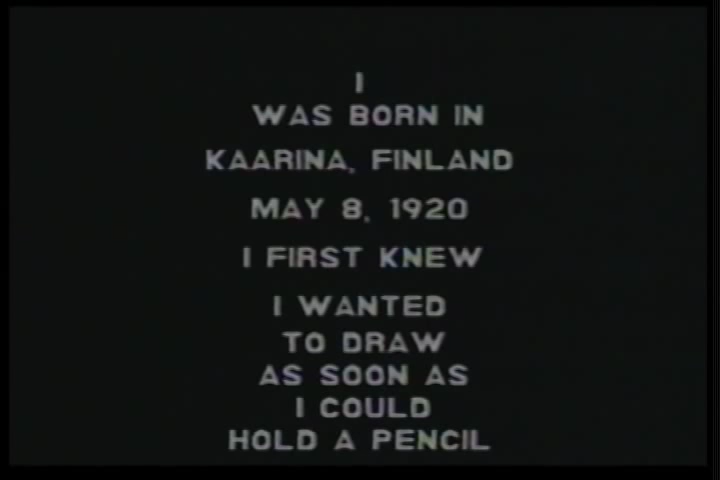 I
WAS BORN IN
KAARINA, FINLAND
MAY 8, 1920
I FIRST KNEW
I WANTED
TO DRAW
AS SOON AS
I COULD
HOLD A PENCIL